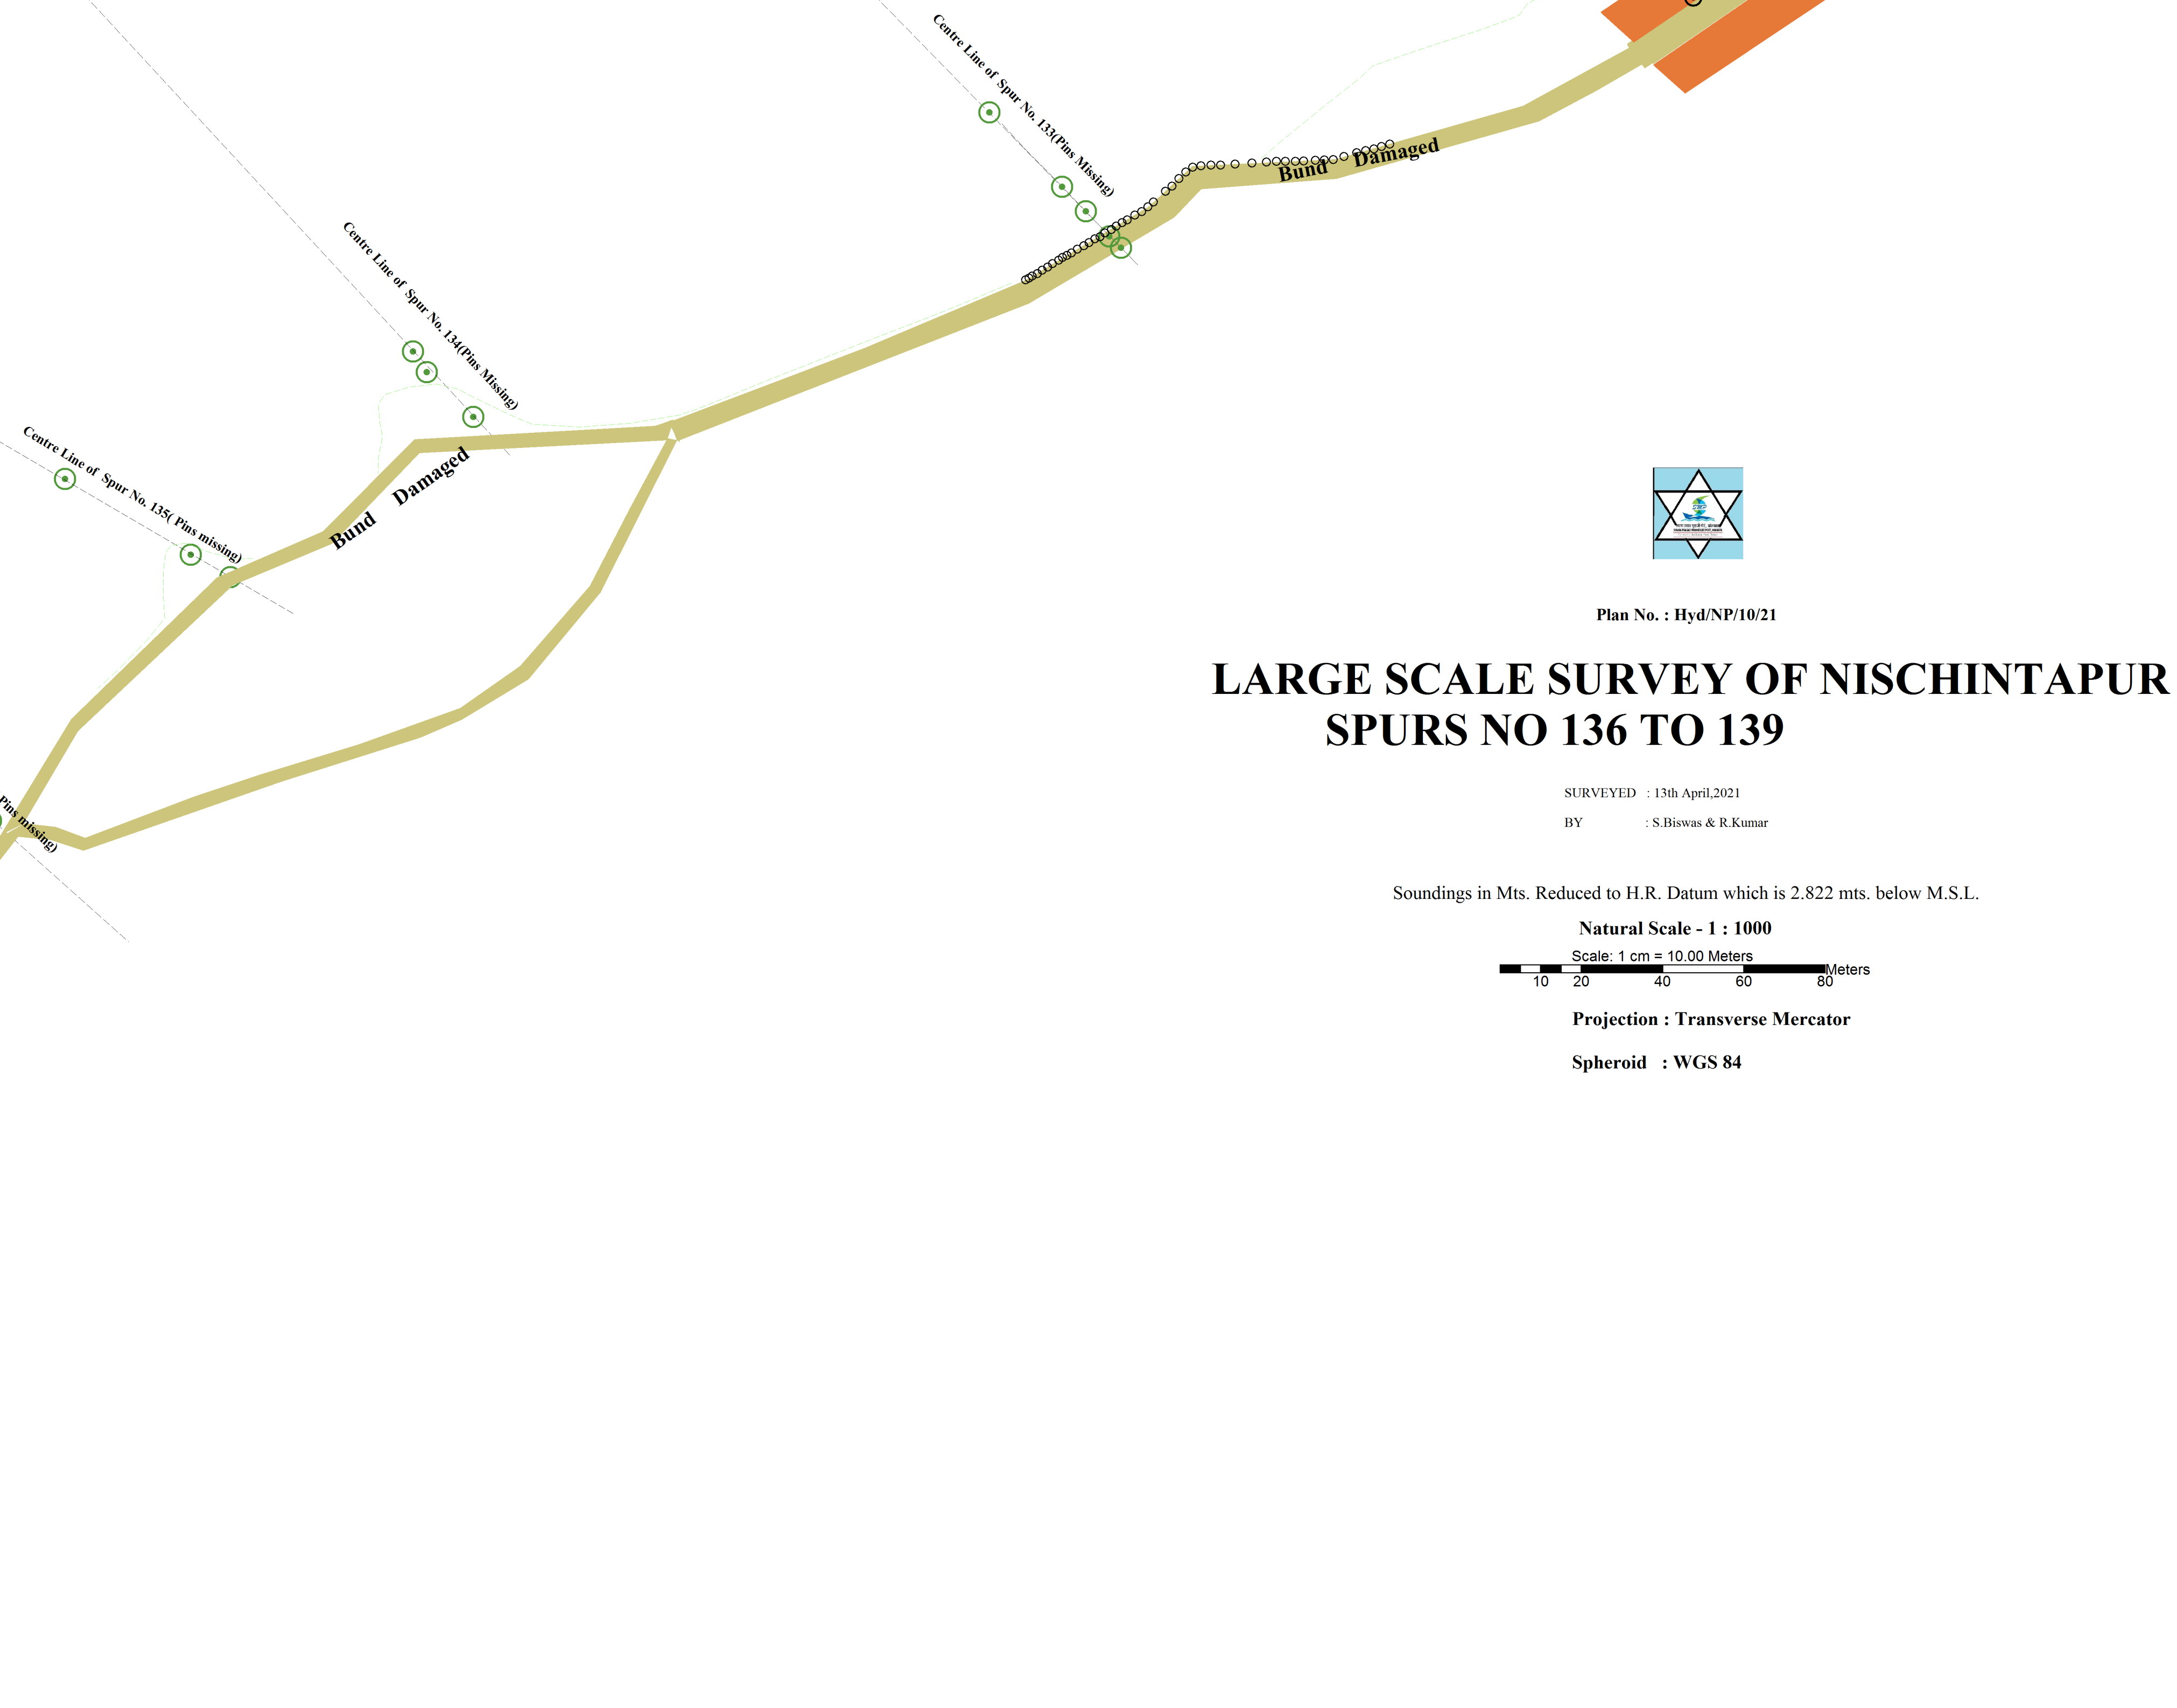 Centre Line of Spur No. 133(Pins Missing)
Bund Damaged
Centre Line of Spur No. 134(Pins Missing)
Centre Line of Spur No. 135( Pins missing)
Bund Damaged
Pins missing)
Plan No. : Hyd/NP/10/21
LARGE SCALE SURVEY OF NISCHINTAPUR
SPURS NO 136 TO 139
SURVEYED : 13th April,2021
BY : S.Biswas & R.Kumar
Soundings in Mts. Reduced to H.R. Datum which is 2.822 mts. below M.S.L.
Natural Scale - 1 : 1000
Scale: 1 cm = 10.00 Meters
Meters
10 20 40 60 80
Projection : Transverse Mercator
Spheroid : WGS 84